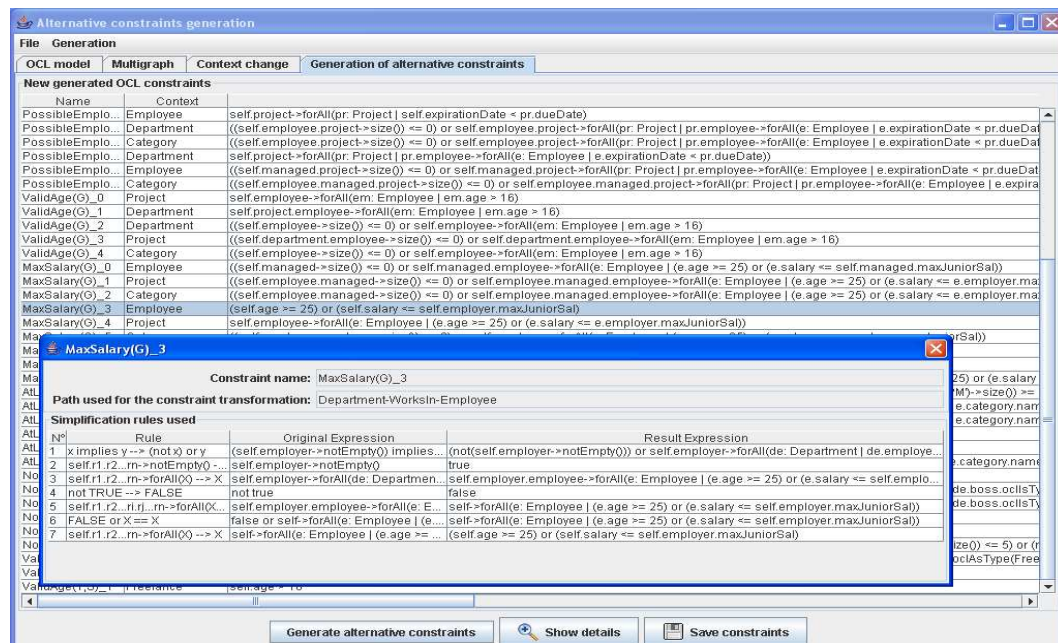 Alternative constraints generation
File Generation
OCL model Multigraph Context change Generation of alternative constraints
New generated OCL constraints
Name Context
PossibleEmplo... Employee self.project->forAll(pr: Project | self.expirationDate < pr.dueDate)
PossibleEmplo... Department ((self.employee.project->size()) <= 0) or self.employee.project->forAll(pr: Project | pr.employee->forAll(e: Employee | e.expirationDate < pr.dueDat
PossibleEmplo... Category ((self.employee.project->size()) <= 0) or self.employee.project->forAll(pr: Project | pr.employee->forAll(e: Employee | e.expirationDate < pr.dueDat
PossibleEmplo... Department self.project->forAll(pr: Project | pr.employee->forAll(e: Employee | e.expirationDate < pr.dueDate))
PossibleEmplo... Employee ((self.managed.project->size()) <= 0) or self.managed.project->forAll(pr: Project | pr.employee->forAll(e: Employee | e.expirationDate < pr.dueDat
PossibleEmplo... Category ((self.employee.managed.project->size()) <= 0) or self.employee.managed.project->forAll(pr: Project | pr.employee->forAll(e: Employee | e.expira
ValidAge(G)_0 Project self.employee->forAll(em: Employee | em.age > 16)
ValidAge(G)_1 Department self.project.employee->forAll(em: Employee | em.age > 16)
ValidAge(G)_2 Department ((self.employee->size()) <= 0) or self.employee->forAll(em: Employee | em.age > 16)
ValidAge(G)_3 Project ((self.department.employee->size()) <= 0) or self.department.employee->forAll(em: Employee | em.age > 16)
ValidAge(G)_4 Category ((self.employee->size()) <= 0) or self.employee->forAll(em: Employee | em.age > 16)
MaxSalary(G)_0 Employee ((self.managed->size()) <= 0) or self.managed.employee->forAll(e: Employee | (e.age >= 25) or (e.salary <= self.managed.maxJuniorSal))
MaxSalary(G)_1 Project ((self.employee.managed->size()) <= 0) or self.employee.managed.employee->forAll(e: Employee | (e.age >= 25) or (e.salary <= e.employer.ma
MaxSalary(G)_2 Category ((self.employee.managed->size()) <= 0) or self.employee.managed.employee->forAll(e: Employee | (e.age >= 25) or (e.salary <= e.employer.ma
MaxSalary(G)_3 Employee (self.age >= 25) or (self.salary <= self.employer.maxJuniorSal)
MaxSalary(G)_4 Project self.employee->forAll(e: Employee | (e.age >= 25) or (e.salary <= e.employer.maxJuniorSal))
MaxSalary(G)_3
Constraint name: MaxSalary(G)_3
Path used for the constraint transformation: Department-WorksIn-Employee
Simplification rules used
Nº Rule Original Expression Result Expression
1 x implies y --> (not x) or y (self.employer->notEmpty()) implies... (not(self.employer->notEmpty())) or self.employer->forAll(de: Department | de.employe...
2 self.r1.r2...rn->notEmpty() -... self.employer->notEmpty() true
3 self.r1.r2...rn->forAll(X) --> X self.employer->forAll(de: Departmen... self.employer.employee->forAll(e: Employee | (e.age >= 25) or (e.salary <= self.emplo...
4 not TRUE --> FALSE not true false
5 self.r1.r2...ri.rj...rn->forAll(X... self.employer.employee->forAll(e: E... self->forAll(e: Employee | (e.age >= 25) or (e.salary <= self.employer.maxJuniorSal))
6 FALSE or X == X false or self->forAll(e: Employee | (e.... self->forAll(e: Employee | (e.age >= 25) or (e.salary <= self.employer.maxJuniorSal))
7 self.r1.r2...rn->forAll(X) --> X self->forAll(e: Employee | (e.age >= ... (self.age >= 25) or (self.salary <= self.employer.maxJuniorSal)
Generate alternative constraints Show details Save constraints